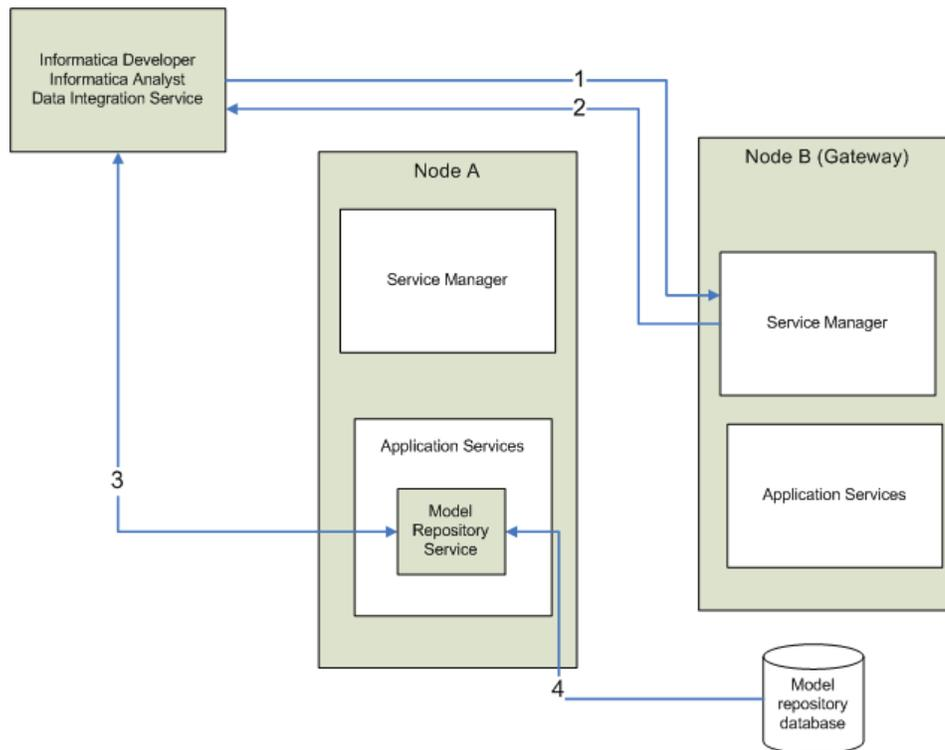 Informatica Developer
Informatica Analyst
Data Integration Service
1
2
Node A
Service Manager
Application Services
Model
Repository
Service
3
4
Node B (Gateway)
Service Manager
Application Services
Model
repository
database